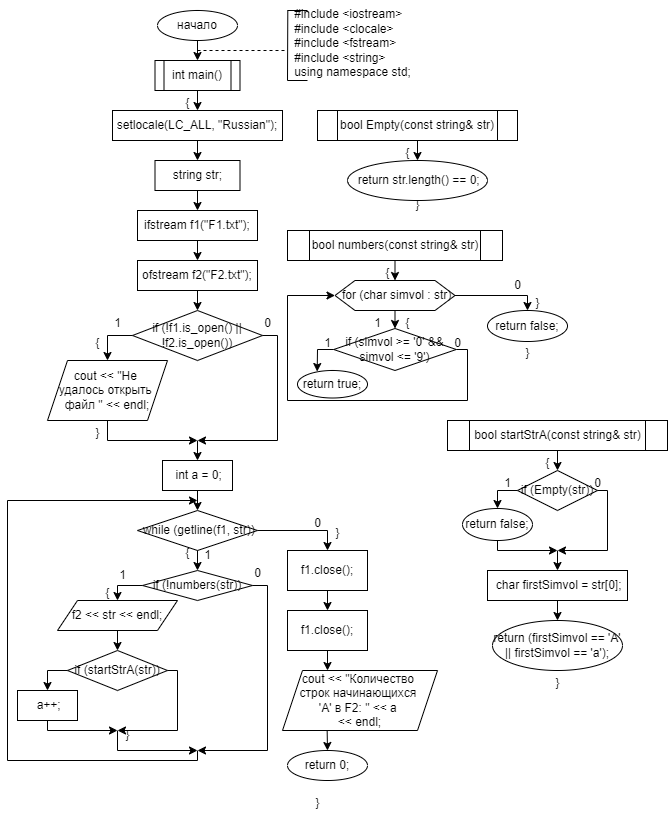 начало
#include <iostream>
#include <clocale>
#include <fstream>
#include <string>
using namespace std;
int main()
{
setlocale(LC_ALL, "Russian");
string str;
ifstream f1("F1.txt");
ofstream f2("F2.txt");
if (!f1.is_open() ||
!f2.is_open())
1
0
{
cout << "Не
удалось открыть
файл " << endl;
}
int a = 0;
while (getline(f1, str))
0
}
{
1
if (!numbers(str))
1
0
{
f2 << str << endl;
if (startStrA(str))
a++;
}
f1.close();
f1.close();
cout << "Количество
строк начинающихся
'A' в F2: " << a
<< endl;
return 0;
}
bool Empty(const string& str)
{
return str.length() == 0;
}
bool numbers(const string& str)
{
for (char simvol : str)
0
}
return false;
}
1
{
if (simvol >= '0' &&
simvol <= '9')
1
0
return true;
bool startStrA(const string& str)
{
if (Empty(str))
1
0
return false;
char firstSimvol = str[0];
return (firstSimvol == 'A'
|| firstSimvol == 'a');
}